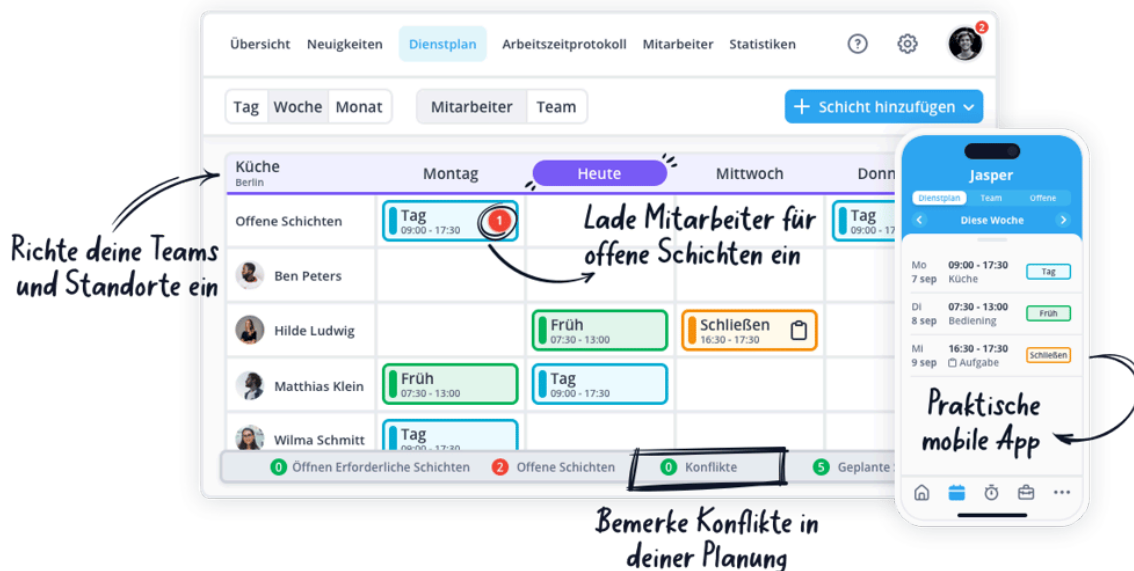 Übersicht Neuigkeiten Dienstplan Arbeitszeitprotokoll Mitarbeiter Statistiken ? 2
Tag Woche Monat Mitarbeiter Team + Schicht hinzufügen
Küche
Berlin
Montag Heute Mittwoch Donn
Offene Schichten
Tag
09:00 - 17:30
1
Tag
09:00 - 17
Lade Mitarbeiter für
offene Schichten ein
Richte deine Teams
und Standorte ein
Ben Peters
Hilde Ludwig
Früh
07:30 - 13:00
Schließen
16:30 - 17:30
Matthias Klein
Früh
07:30 - 13:00
Tag
09:00 - 17:30
Wilma Schmitt
Tag
09:00 - 17:30
0 Öffnen Erforderliche Schichten 2 Offene Schichten 0 Konflikte 5 Geplante
Bemerke Konflikte in
deiner Planung
Jasper
Dienstplan Team Offene
Diese Woche
Mo 09:00 - 17:30 Tag
7 sep Küche
Di 07:30 - 13:00 Früh
8 sep Bediening
Mi 16:30 - 17:30 Schließen
9 sep Aufgabe
Praktische
mobile App